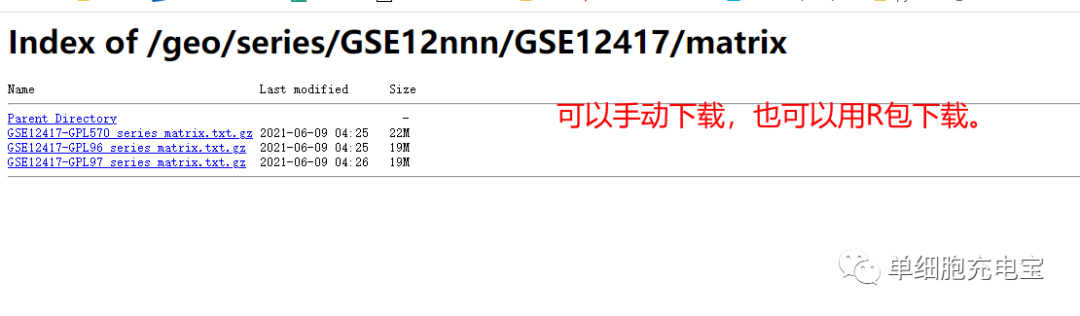 Index of /geo/series/GSE12nnn/GSE12417/matrix
Name Last modified Size
Parent Directory -
GSE12417-GPL570_series_matrix.txt.gz 2021-06-09 04:25 22M
GSE12417-GPL96_series_matrix.txt.gz 2021-06-09 04:25 19M
GSE12417-GPL97_series_matrix.txt.gz 2021-06-09 04:26 19M
可以手动下载，也可以用R包下载。
单细胞充电宝